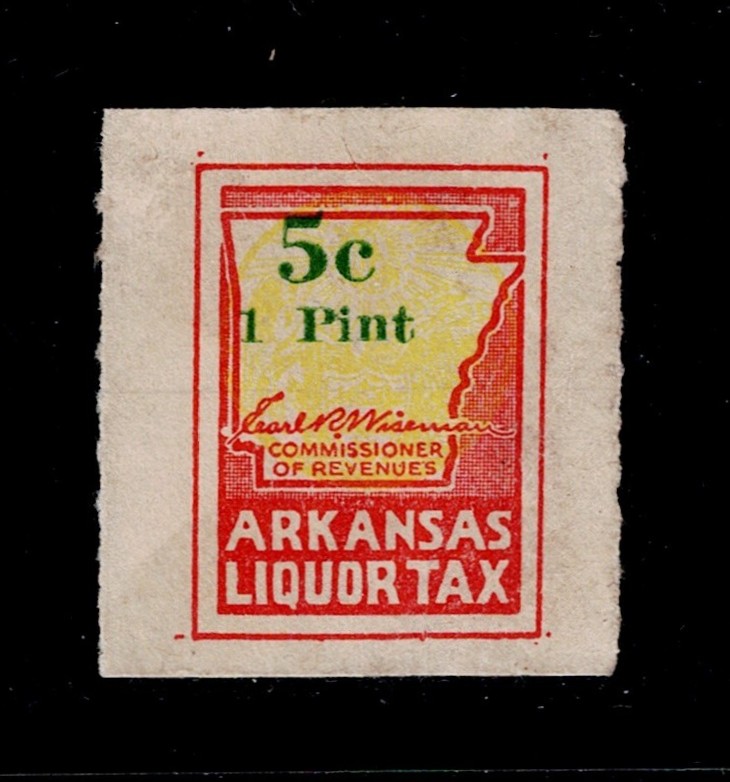 5c
1 Pint
Earl R. Wiseman
COMMISSIONER
OF REVENUES
ARKANSAS
LIQUOR TAX